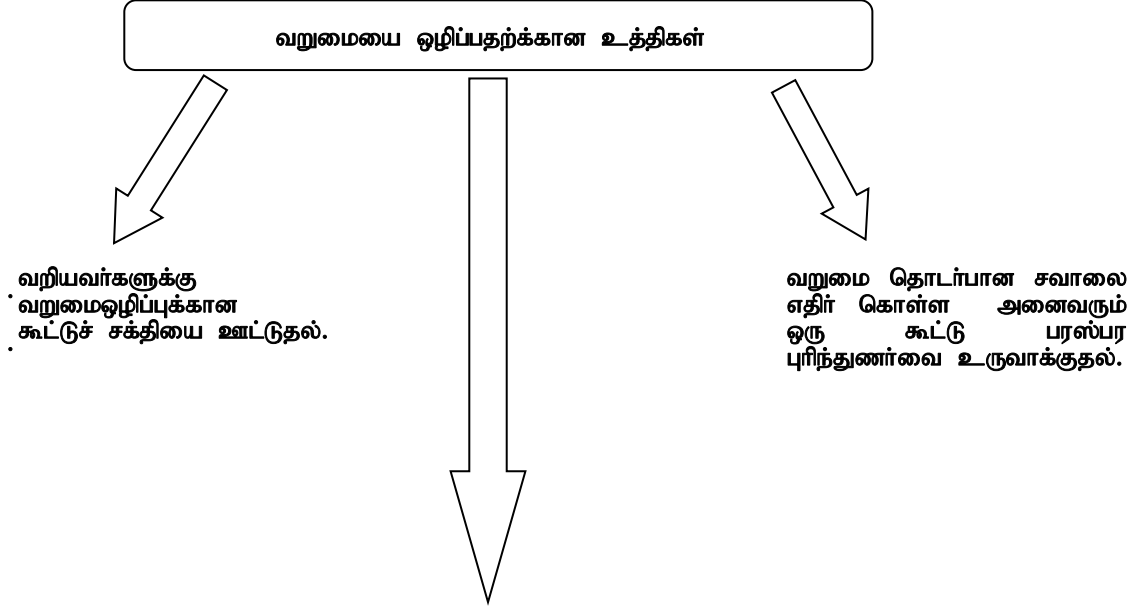 வறுமையை ஒழிப்பதற்க்கான உத்திகள்
வறியவர்களுக்கு
வறுமைஒழிப்புக்கான
கூட்டுச் சக்தியை ஊட்டுதல்.
வறுமை தொடர்பான சவாலை
எதிர் கொள்ள அனைவரும்
ஒரு கூட்டு பரஸ்பர
புரிந்துணர்வை உருவாக்குதல்.